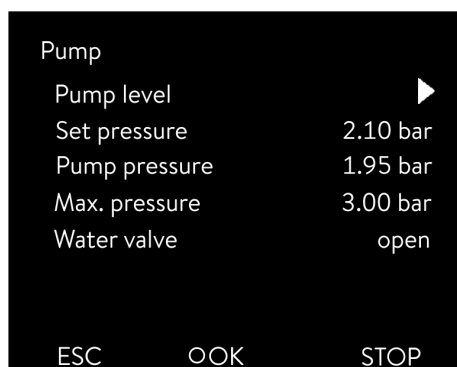 Pump
Pump level
Set pressure 2.10 bar
Pump pressure 1.95 bar
Max. pressure 3.00 bar
Water valve open
ESC OOK STOP